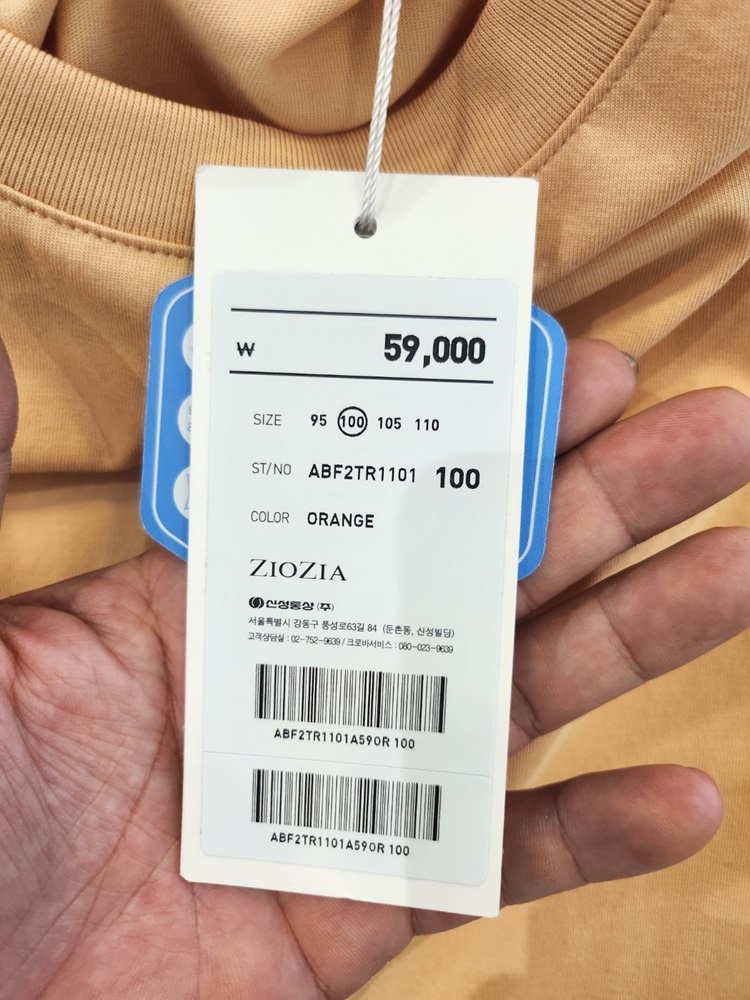 ₩ 59,000
SIZE 95 100 105 110
ST/NO ABF2TR1101 100
COLOR ORANGE
ZIOZIA
신성통상 (주)
서울특별시 강동구 풍성로63길 84 (둔촌동, 신성빌딩)
고객상담실 : 02-752-9639 / 크로바서비스 : 080-023-9639
ABF2TR1101A59OR 100
ABF2TR1101A59OR 100